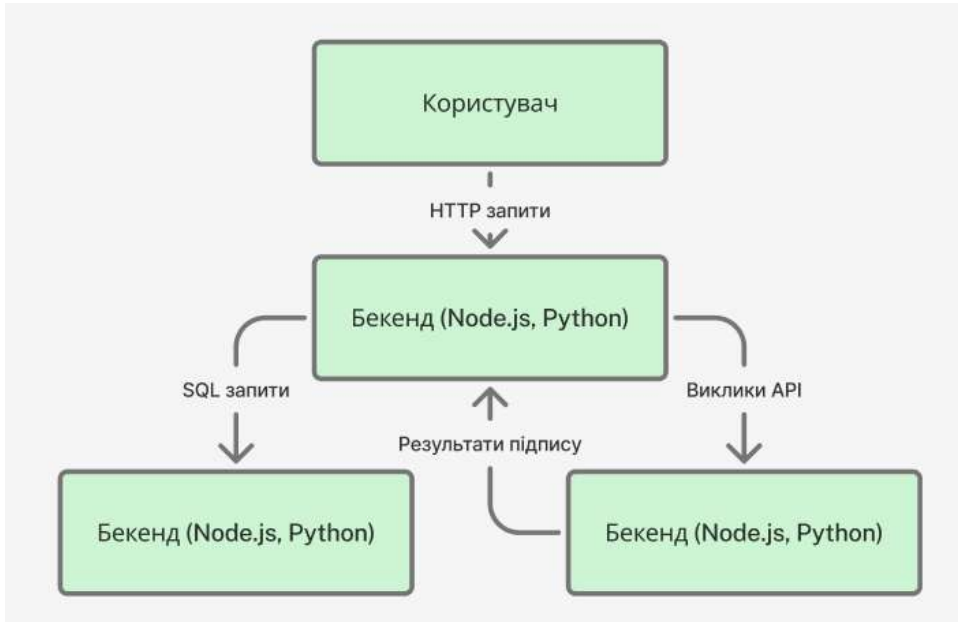 Користувач
HTTP запити
Бекенд (Node.js, Python)
SQL запити
Виклики API
Результати підпису
Бекенд (Node.js, Python)
Бекенд (Node.js, Python)